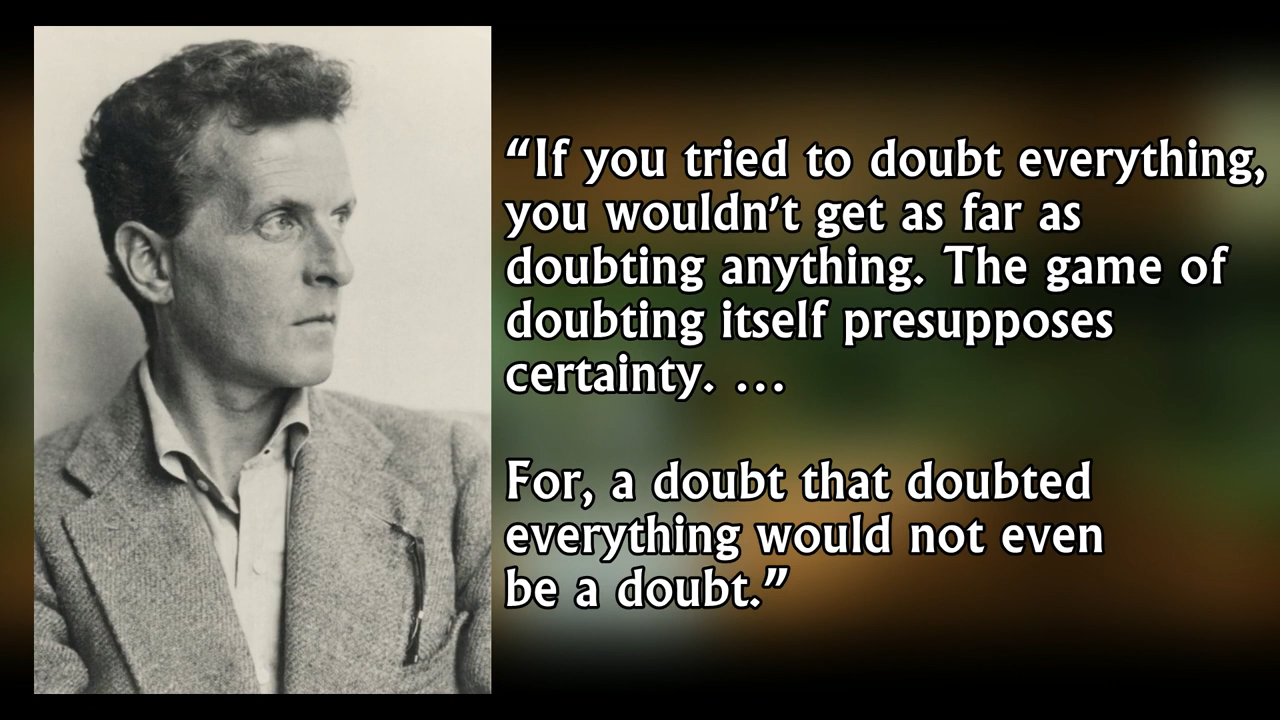 “If you tried to doubt everything,
you wouldn’t get as far as
doubting anything. The game of
doubting itself presupposes
certainty. ...
For, a doubt that doubted
everything would not even
be a doubt.”